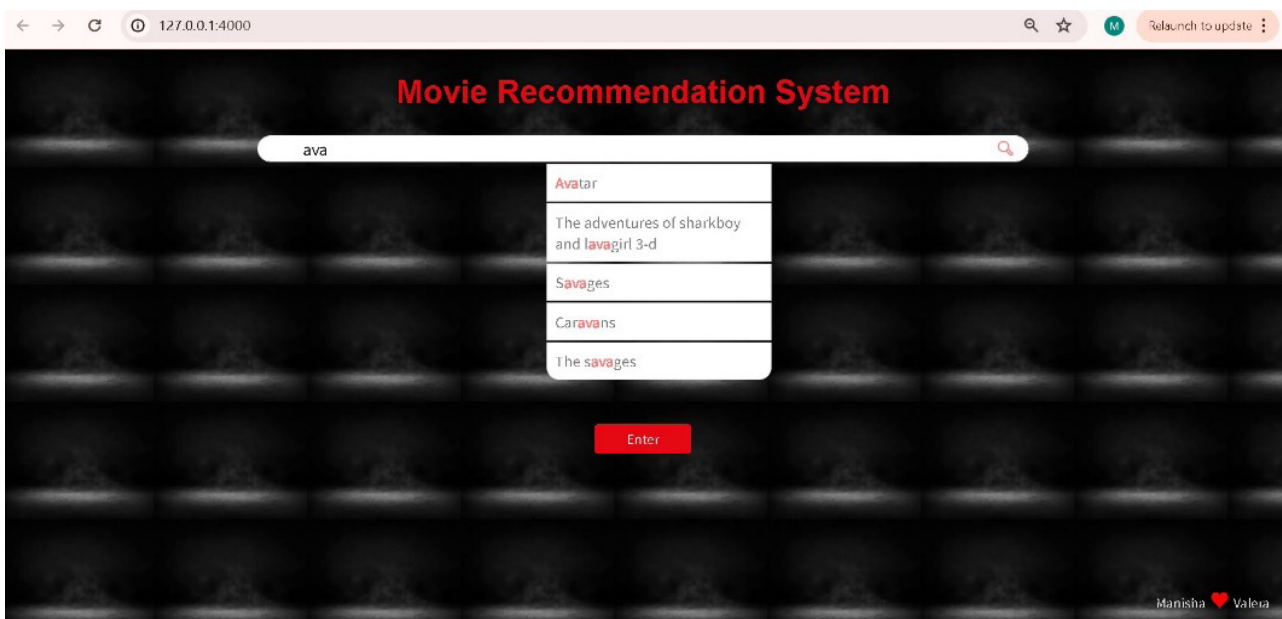 127.0.0.1:4000
M
Relaunch to update
Movie Recommendation System
ava
Avatar
The adventures of sharkboy
and lavagirl 3-d
Savages
Caravans
The savages
Enter
Manisha ❤ Valera